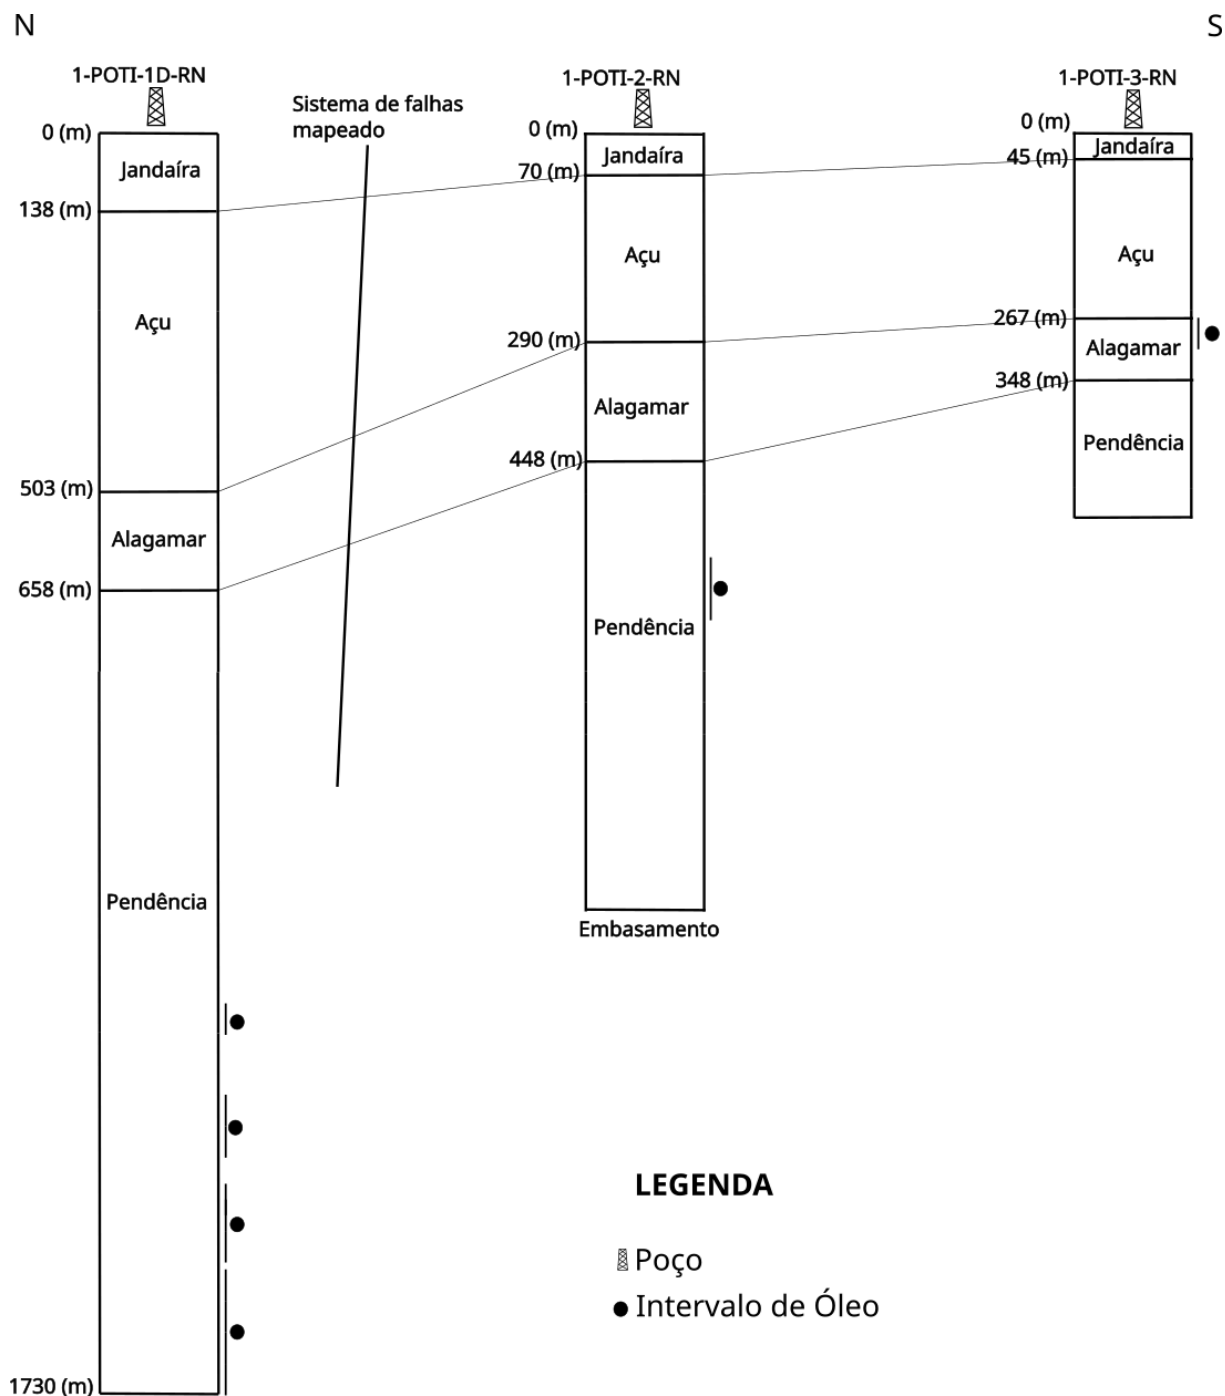 N
S
1-POTI-1D-RN
1-POTI-2-RN
1-POTI-3-RN
Sistema de falhas
mapeado
0 (m)
Jandaíra
138 (m)
Açu
503 (m)
Alagamar
658 (m)
Pendência
1730 (m)
0 (m)
Jandaíra
70 (m)
Açu
290 (m)
Alagamar
448 (m)
Pendência
Embasamento
0 (m)
Jandaíra
45 (m)
Açu
267 (m)
Alagamar
348 (m)
Pendência
LEGENDA
Poço
Intervalo de Óleo